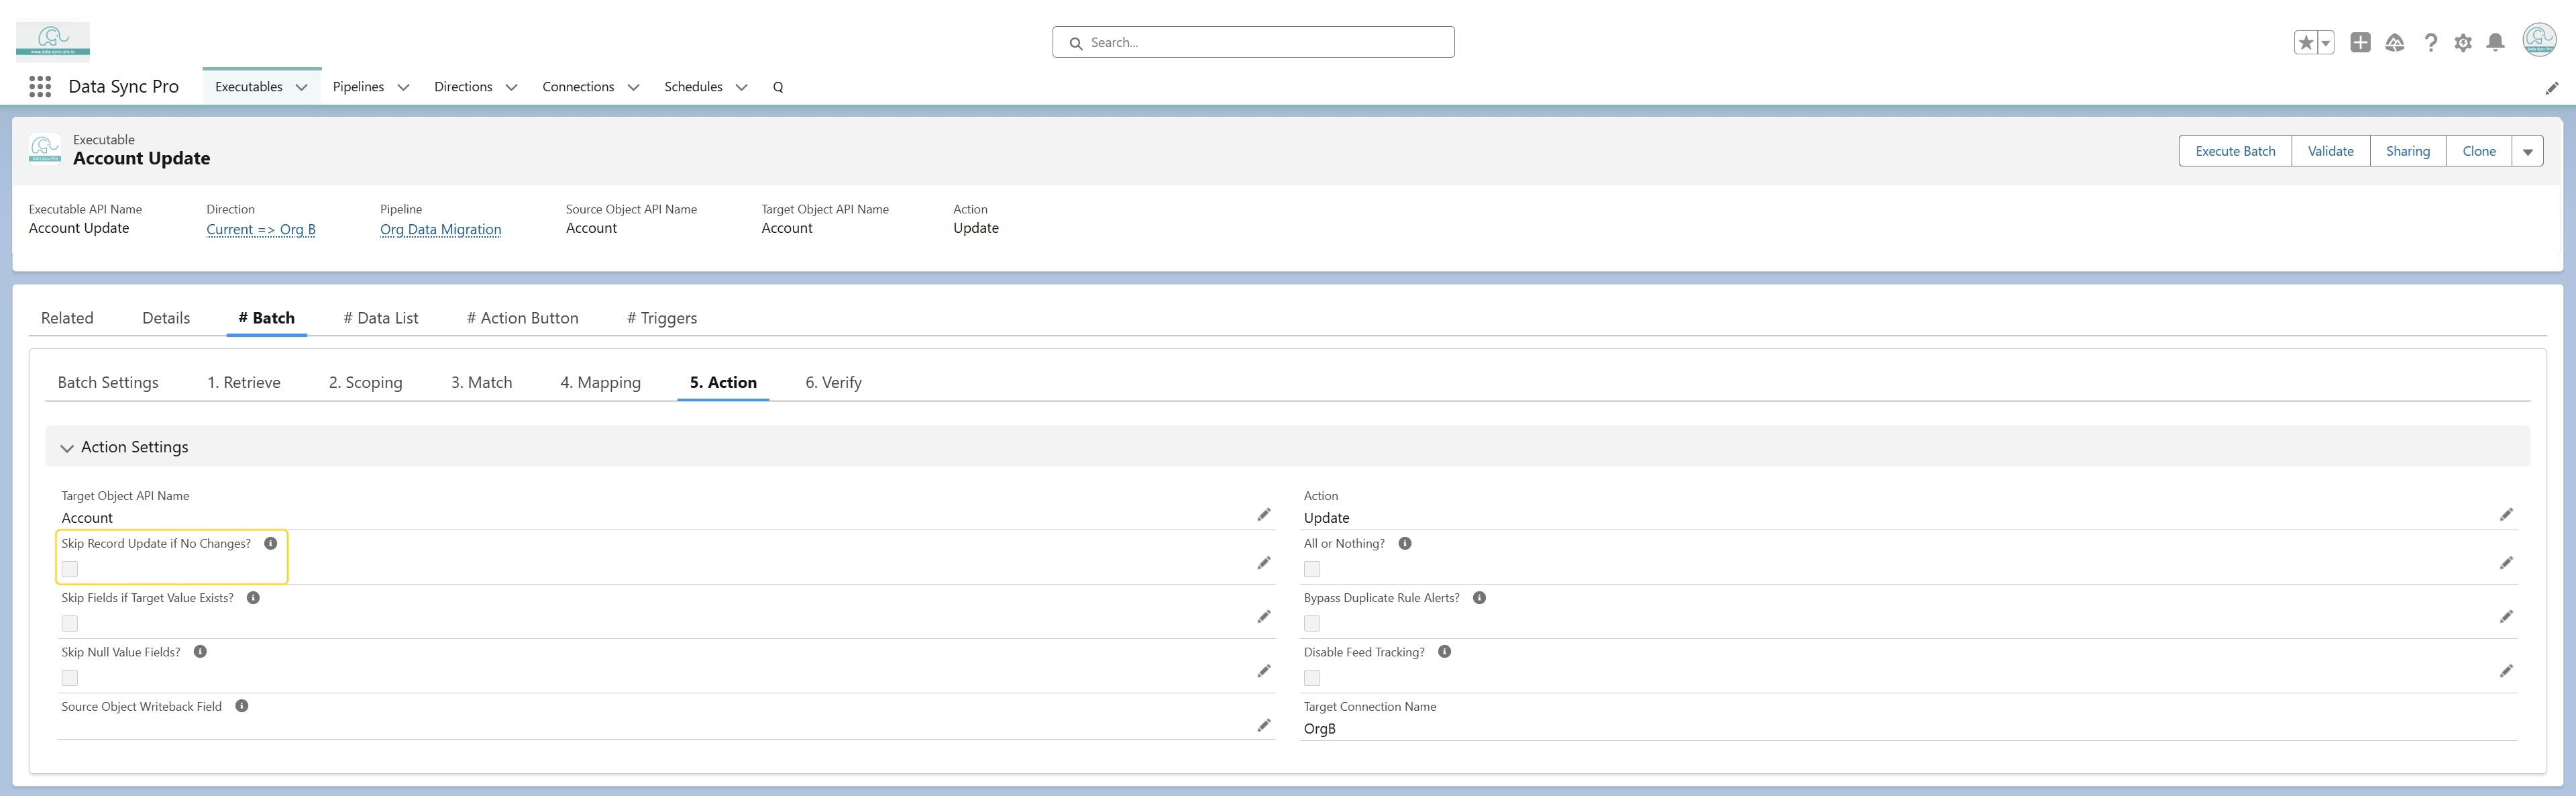 www.data-sync-pro.io
Search...
Data Sync Pro
Executables
Pipelines
Directions
Connections
Schedules
Q
Executable
Account Update
Execute Batch
Validate
Sharing
Clone
Executable API Name
Account Update
Direction
Current => Org B
Pipeline
Org Data Migration
Source Object API Name
Account
Target Object API Name
Account
Action
Update
Related
Details
# Batch
# Data List
# Action Button
# Triggers
Batch Settings
1. Retrieve
2. Scoping
3. Match
4. Mapping
5. Action
6. Verify
Action Settings
Target Object API Name
Account
Action
Update
Skip Record Update if No Changes?
All or Nothing?
Skip Fields if Target Value Exists?
Bypass Duplicate Rule Alerts?
Skip Null Value Fields?
Disable Feed Tracking?
Source Object Writeback Field
Target Connection Name
OrgB